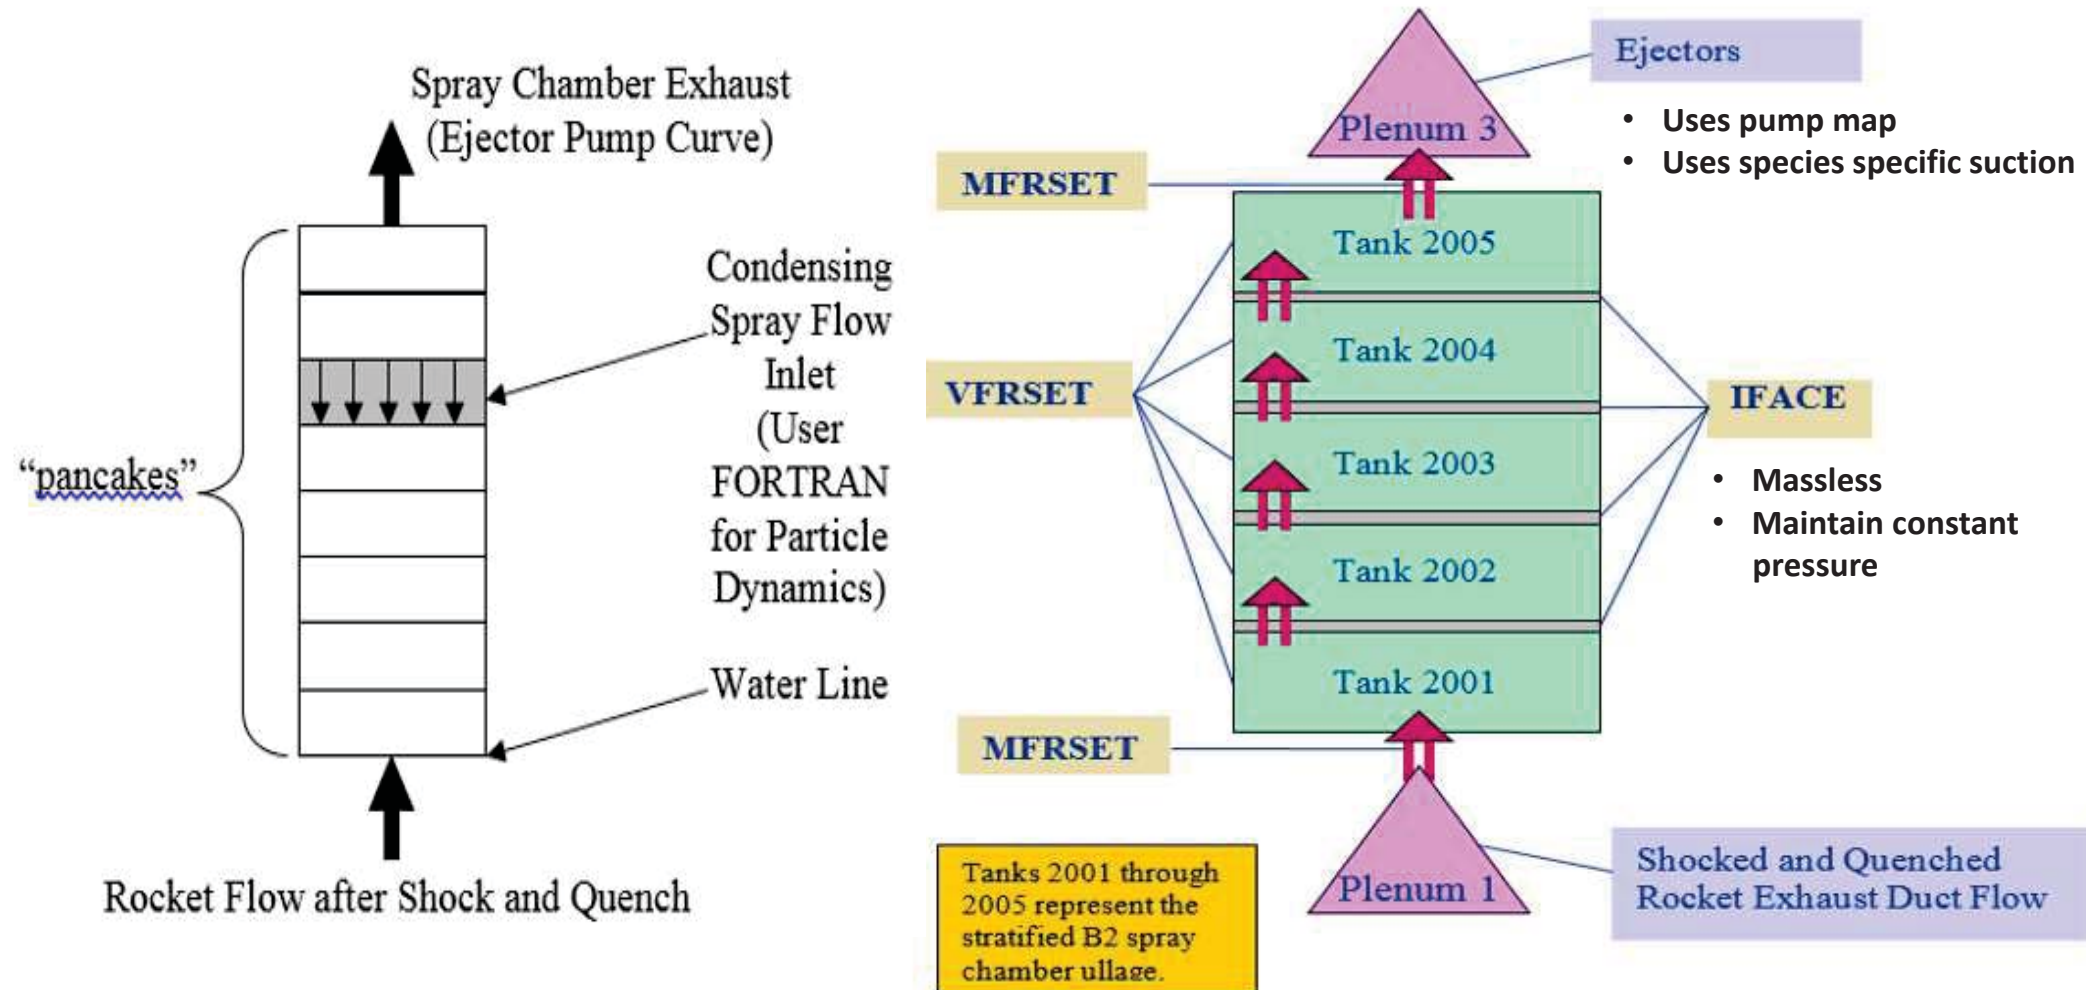 Spray Chamber Exhaust
(Ejector Pump Curve)
Condensing
Spray Flow
Inlet
(User
FORTRAN
for Particle
Dynamics)
“pancakes”
Water Line
Rocket Flow after Shock and Quench
Ejectors
• Uses pump map
• Uses species specific suction
Plenum 3
MFRSET
Tank 2005
Tank 2004
VFRSET
IFACE
Tank 2003
• Massless
• Maintain constant
pressure
Tank 2002
Tank 2001
MFRSET
Plenum 1
Shocked and Quenched
Rocket Exhaust Duct Flow
Tanks 2001 through
2005 represent the
stratified B2 spray
chamber ullage.